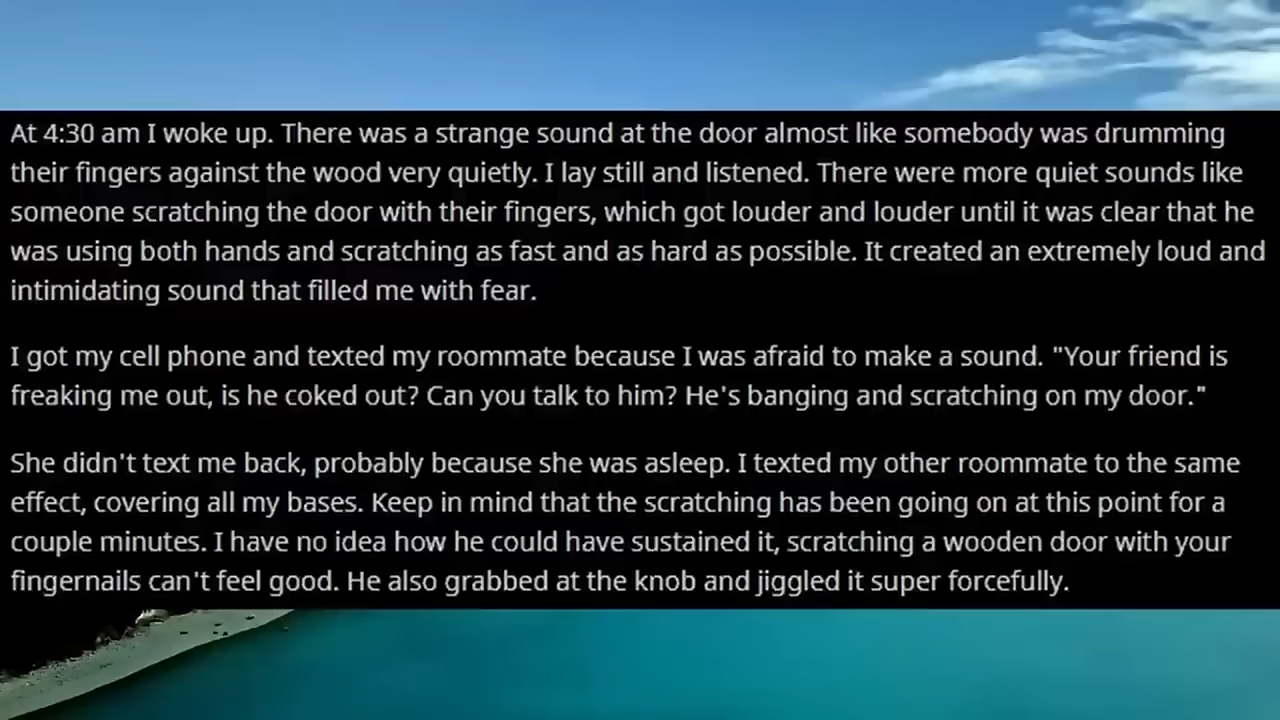 At 4:30 am I woke up. There was a strange sound at the door almost like somebody was drumming
their fingers against the wood very quietly. I lay still and listened. There were more quiet sounds like
someone scratching the door with their fingers, which got louder and louder until it was clear that he
was using both hands and scratching as fast and as hard as possible. It created an extremely loud and
intimidating sound that filled me with fear.
I got my cell phone and texted my roommate because I was afraid to make a sound. "Your friend is
freaking me out, is he coked out? Can you talk to him? He's banging and scratching on my door."
She didn't text me back, probably because she was asleep. I texted my other roommate to the same
effect, covering all my bases. Keep in mind that the scratching has been going on at this point for a
couple minutes. I have no idea how he could have sustained it, scratching a wooden door with your
fingernails can't feel good. He also grabbed at the knob and jiggled it super forcefully.